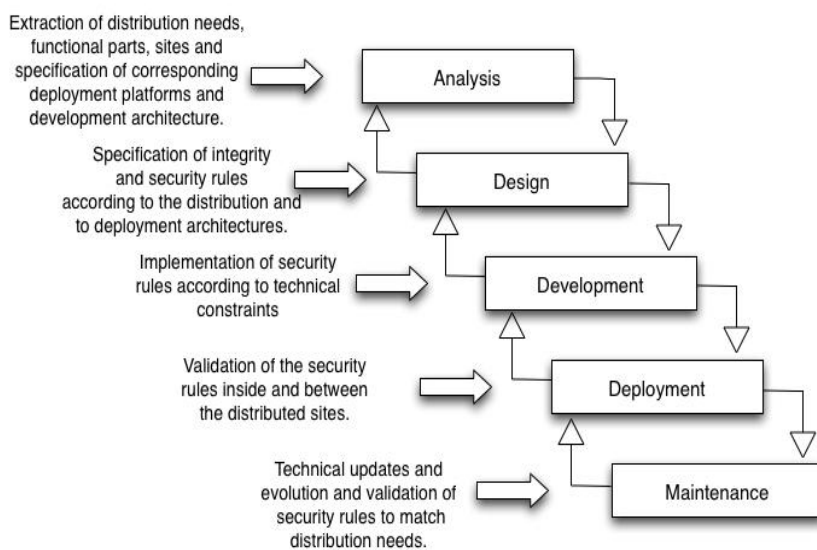 Extraction of distribution needs,
functional parts, sites and
specification of corresponding
deployment platforms and
development architecture.
Analysis
Specification of integrity
and security rules
according to the distribution and
to deployment architectures.
Design
Implementation of security
rules according to technical
constraints
Development
Validation of the security
rules inside and between
the distributed sites.
Deployment
Technical updates and
evolution and validation of
security rules to match
distribution needs.
Maintenance